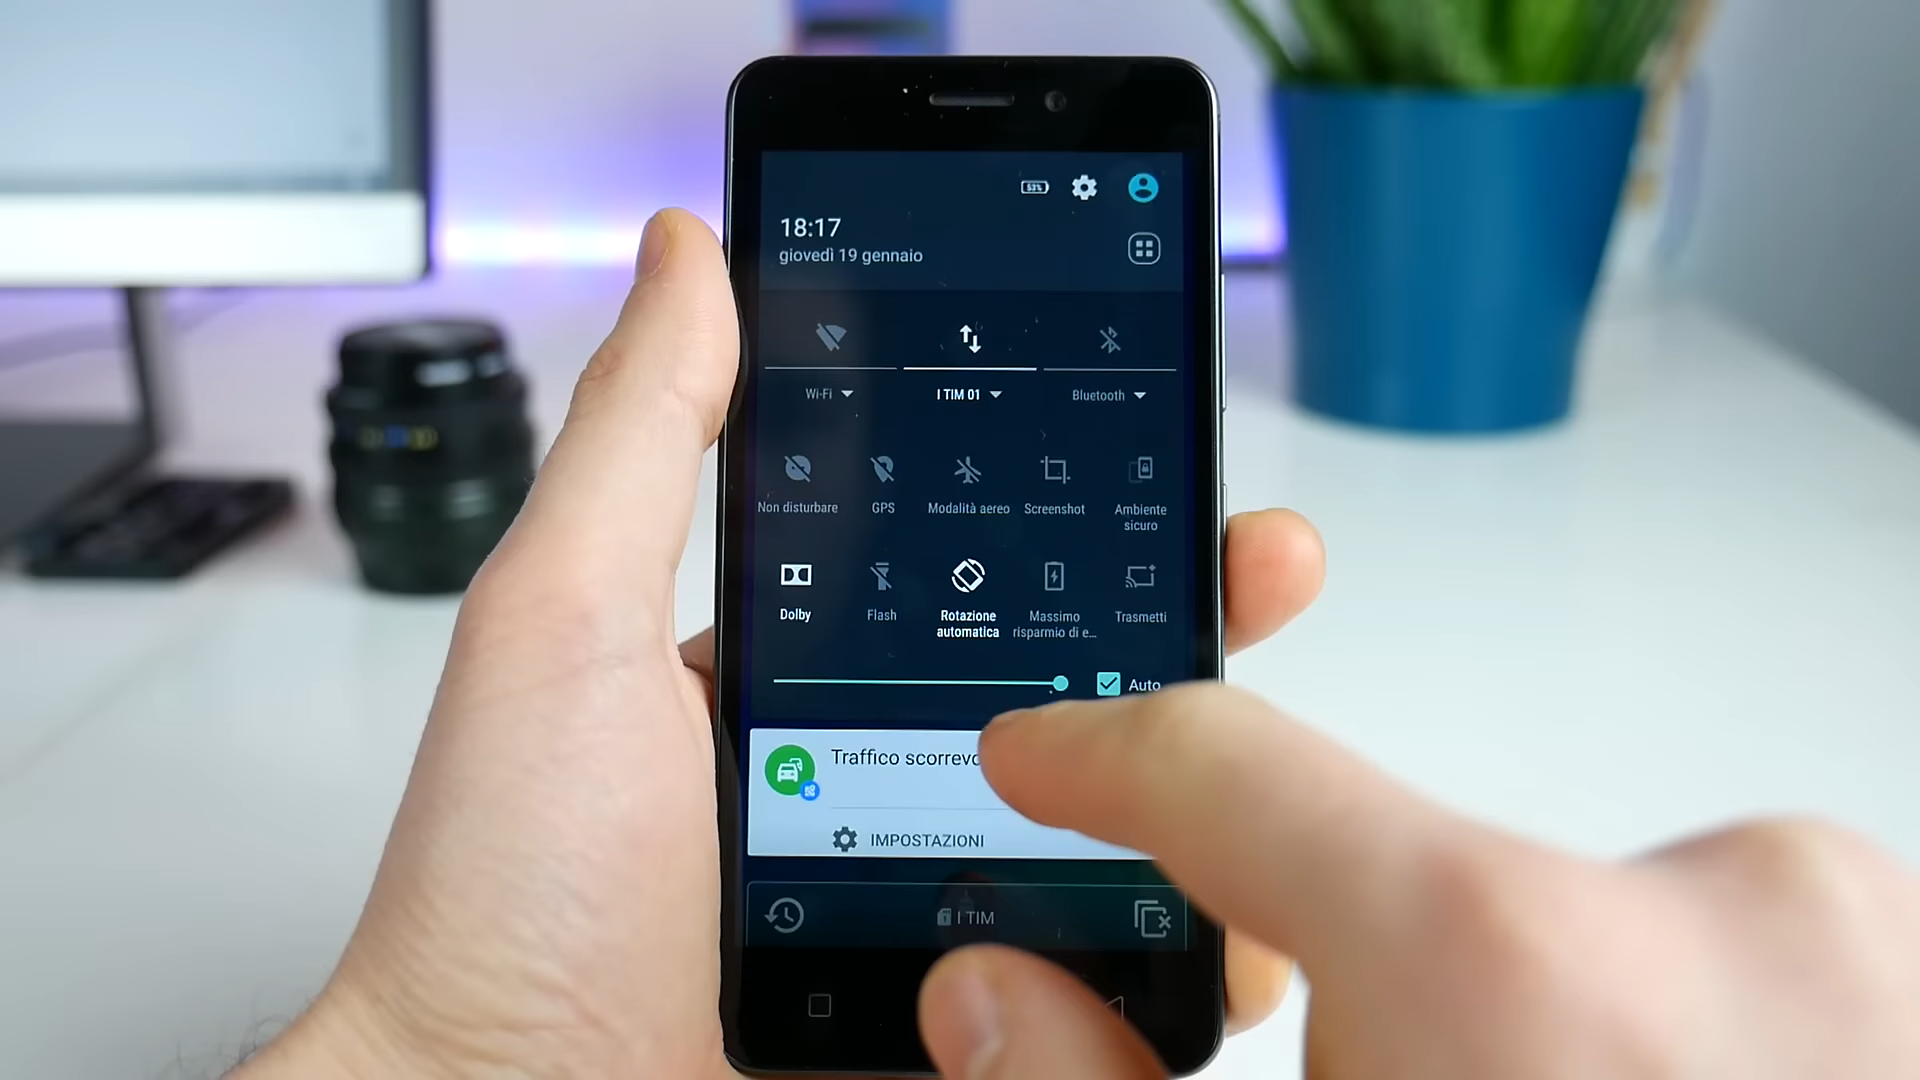 53%
18:17
giovedì 19 gennaio
Wi-Fi
I TIM 01
Bluetooth
Non disturbare
GPS
Modalità aereo
Screenshot
Ambiente
sicuro
Dolby
Flash
Rotazione
automatica
Massimo
risparmio di e...
Trasmetti
Auto
Traffico scorrevo
IMPOSTAZIONI
I TIM